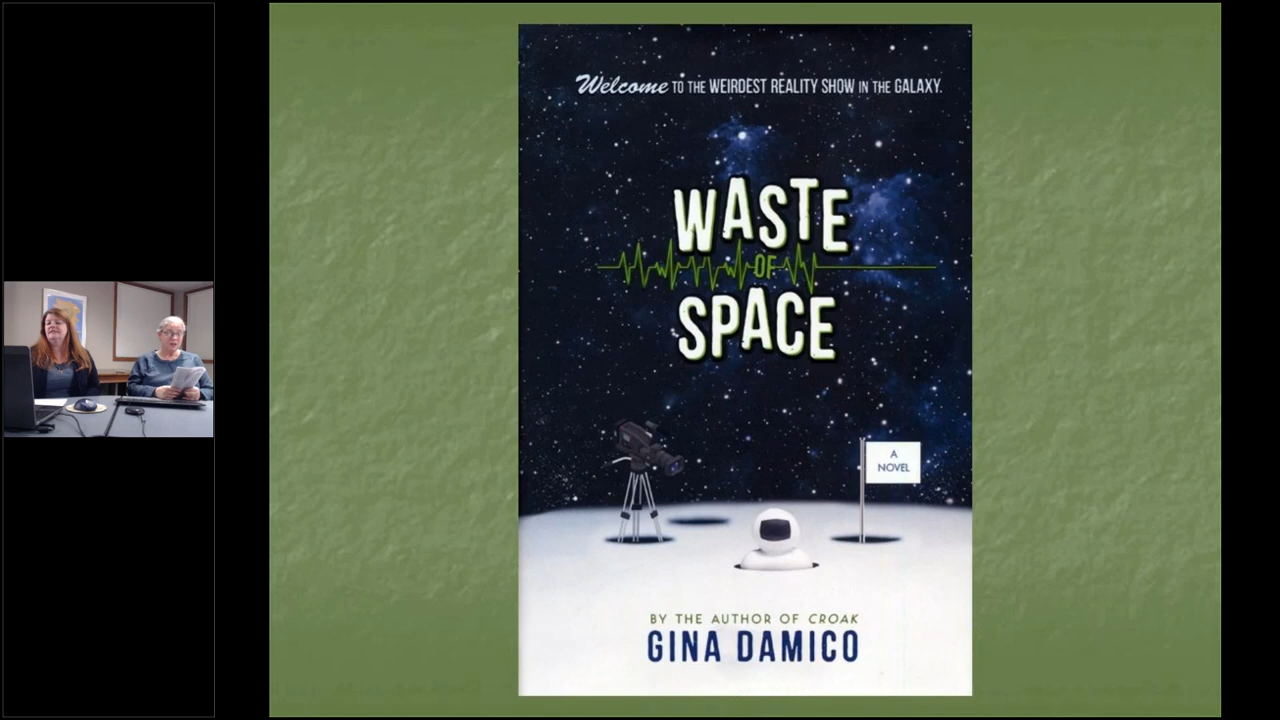 Welcome TO THE WEIRDEST REALITY SHOW IN THE GALAXY.
WASTE
OF
SPACE
A
NOVEL
BY THE AUTHOR OF CROAK
GINA DAMICO